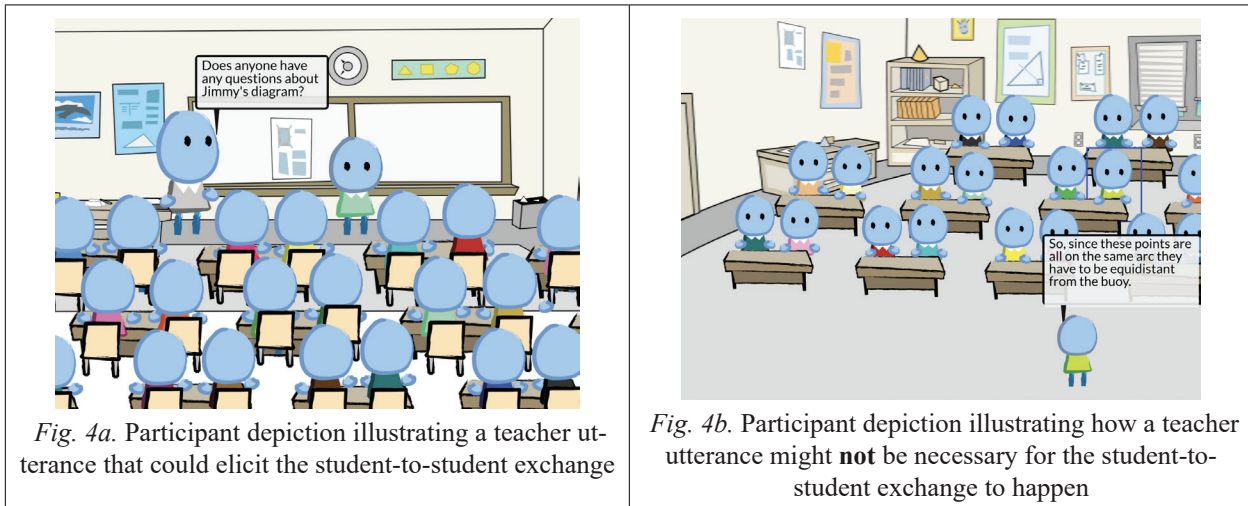 Does anyone have
any questions about
Jimmy's diagram?
Fig. 4a. Participant depiction illustrating a teacher ut-
terance that could elicit the student-to-student exchange
So, since these points are
all on the same arc they
have to be equidistant
from the buoy.
Fig. 4b. Participant depiction illustrating how a teacher
utterance might not be necessary for the student-to-
student exchange to happen